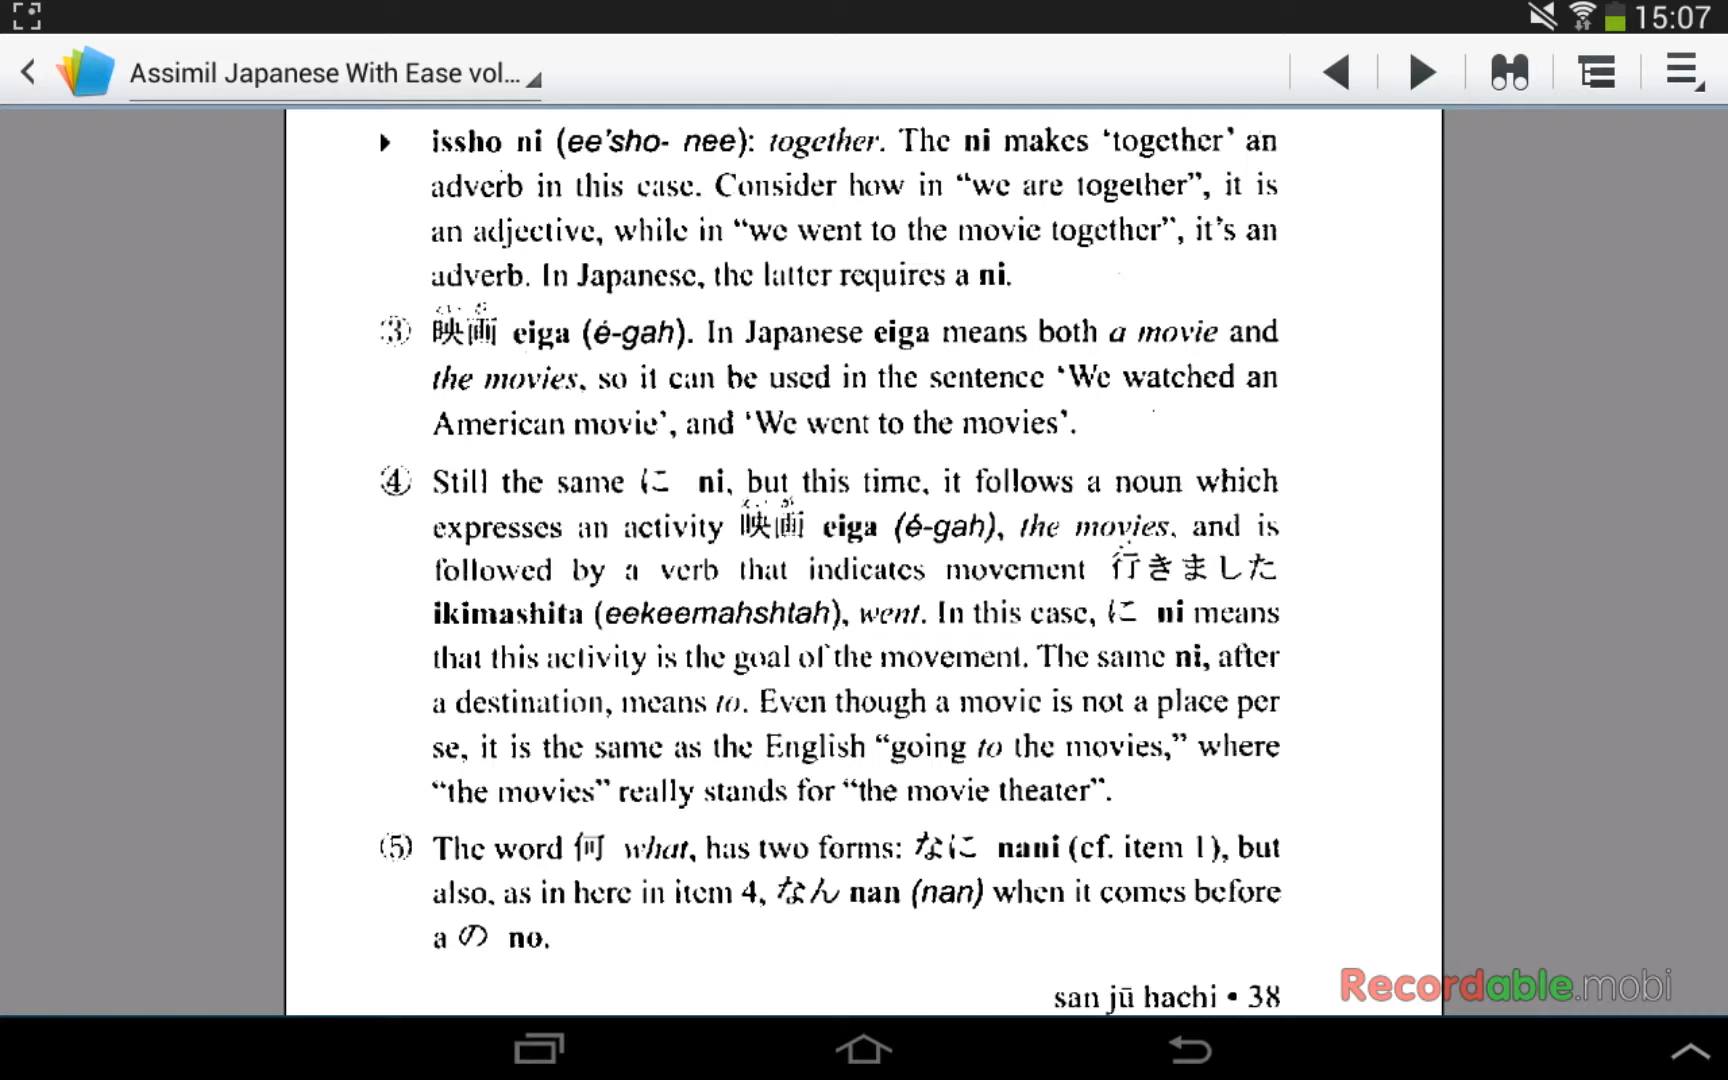 15:07
Assimil Japanese With Ease vol...
issho ni (ee'sho- nee): together. The ni makes ‘together’ an
adverb in this case. Consider how in “we are together”, it is
an adjective, while in “we went to the movie together”, it’s an
adverb. In Japanese, the latter requires a ni.
③ 映画 eiga (é-gah). In Japanese eiga means both a movie and
the movies, so it can be used in the sentence ‘We watched an
American movie’, and ‘We went to the movies’.
④ Still the same に ni, but this time, it follows a noun which
expresses an activity 映画 eiga (é-gah), the movies, and is
followed by a verb that indicates movement 行きました
ikimashita (eekeemahshtah), went. In this case, に ni means
that this activity is the goal of the movement. The same ni, after
a destination, means to. Even though a movie is not a place per
se, it is the same as the English “going to the movies,” where
“the movies” really stands for “the movie theater”.
⑤ The word 何 what, has two forms: なに nani (cf. item 1), but
also, as in here in item 4, なん nan (nan) when it comes before
a の no.
san jū hachi • 38
Recordable.mobi